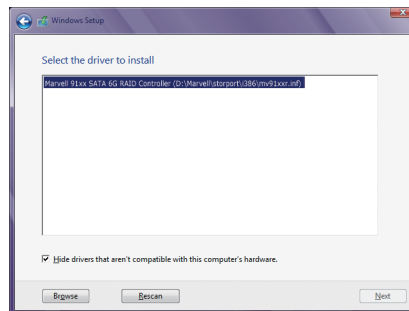 Windows Setup
Select the driver to install
Marvell 91xx SATA 6G RAID Controller (D:\Marvell\storport\i386\mv91xxr.inf)
Hide drivers that aren't compatible with this computer's hardware.
Browse
Rescan
Next